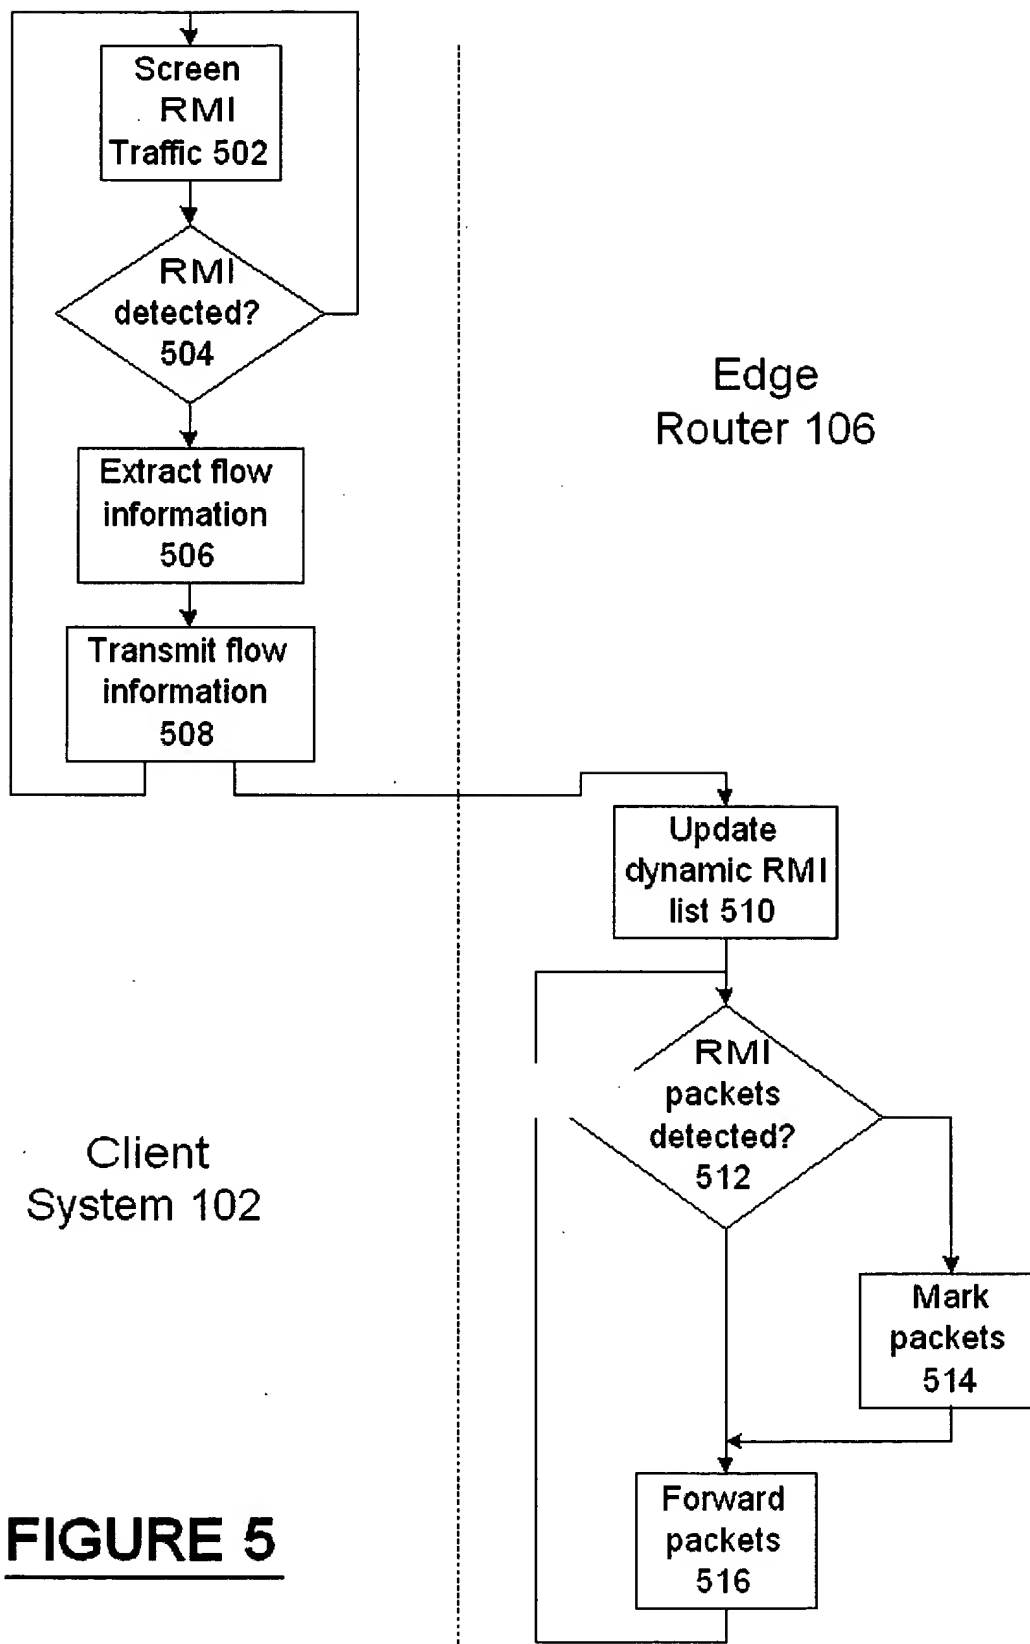 Screen
RMI
Traffic 502
RMI
detected?
504
Extract flow
information
506
Transmit flow
information
508
Edge
Router 106
Update
dynamic RMI
list 510
RMI
packets
detected?
512
Client
System 102
Mark
packets
514
Forward
packets
516
FIGURE 5